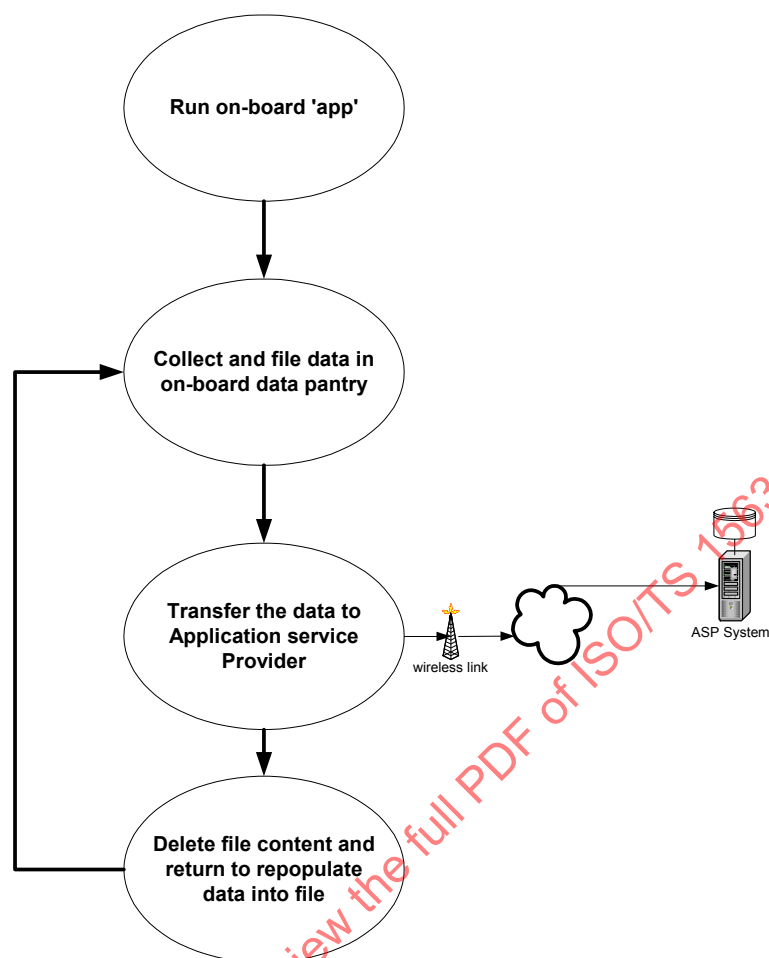 Run on-board 'app'
Collect and file data in
on-board data pantry
Transfer the data to
Application service
Provider
wireless link
ASP System
Delete file content and
return to repopulate
data into file
view the full PDF of ISO/TS 1563